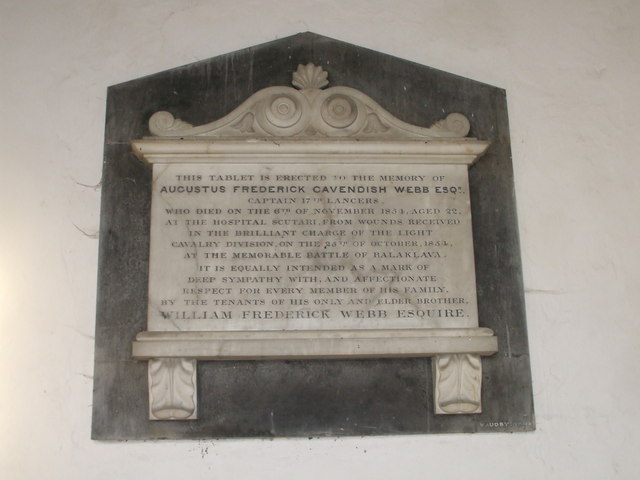 THIS TABLET IS ERECTED TO THE MEMORY OF
AUGUSTUS FREDERICK CAVENDISH WEBB ESQR.
CAPTAIN 17TH LANCERS.
WHO DIED ON THE 6TH OF NOVEMBER 1854, AGED 22,
AT THE HOSPITAL SCUTARI, FROM WOUNDS RECEIVED
IN THE BRILLIANT CHARGE OF THE LIGHT
CAVALRY DIVISION, ON THE 25TH OF OCTOBER, 1854,
AT THE MEMORABLE BATTLE OF BALAKLAVA.
IT IS EQUALLY INTENDED AS A MARK OF
DEEP SYMPATHY WITH, AND AFFECTIONATE
RESPECT FOR EVERY MEMBER OF HIS FAMILY,
BY THE TENANTS OF HIS ONLY AND ELDER BROTHER,
WILLIAM FREDERICK WEBB ESQUIRE.